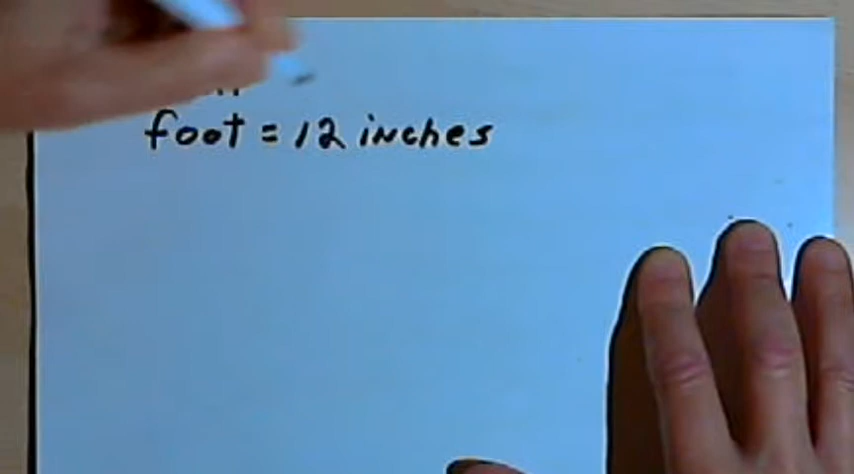 foot = 12 inches